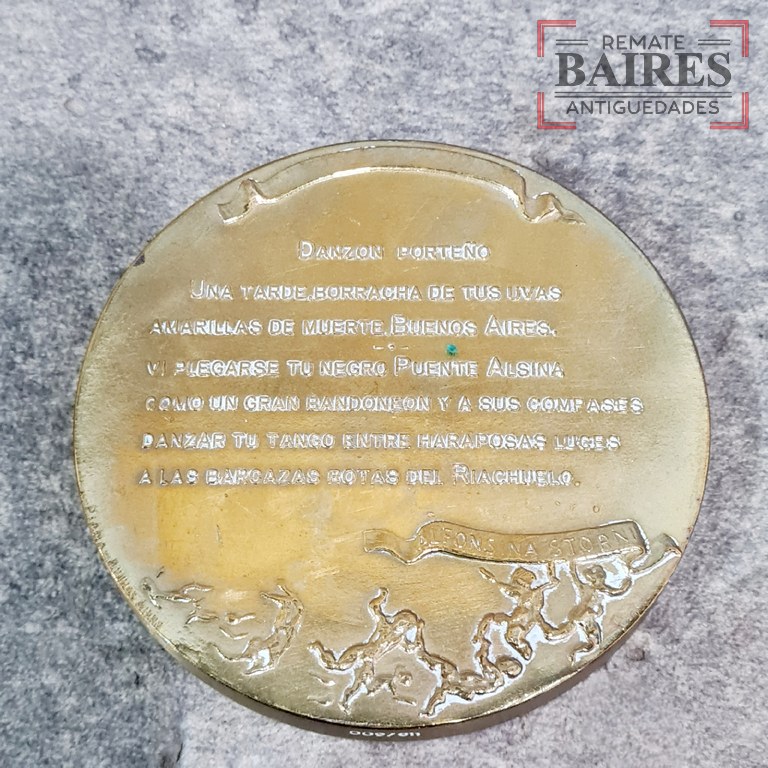 REMATE
BAIRES
ANTIGUEDADES
DANZON PORTEÑO
UNA TARDE, BORRACHA DE TUS UVAS
AMARILLAS DE MUERTE, BUENOS AIRES,
VI PLEGARSE TU NEGRO PUENTE ALSINA
COMO UN GRAN BANDONEON Y A SUS COMPASES
DANZAR TU TANGO ENTRE HARAPOSAS LUCES
A LAS BARCAZAS ROTAS DEL RIACHUELO.
ALFONSINA STORNI